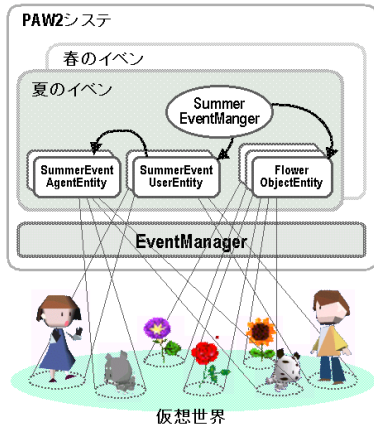 PAW2システ
春のイベン
夏のイベン
Summer
EventManger
SummerEvent
AgentEntity
SummerEvent
UserEntity
Flower
ObjectEntity
EventManager
仮想世界